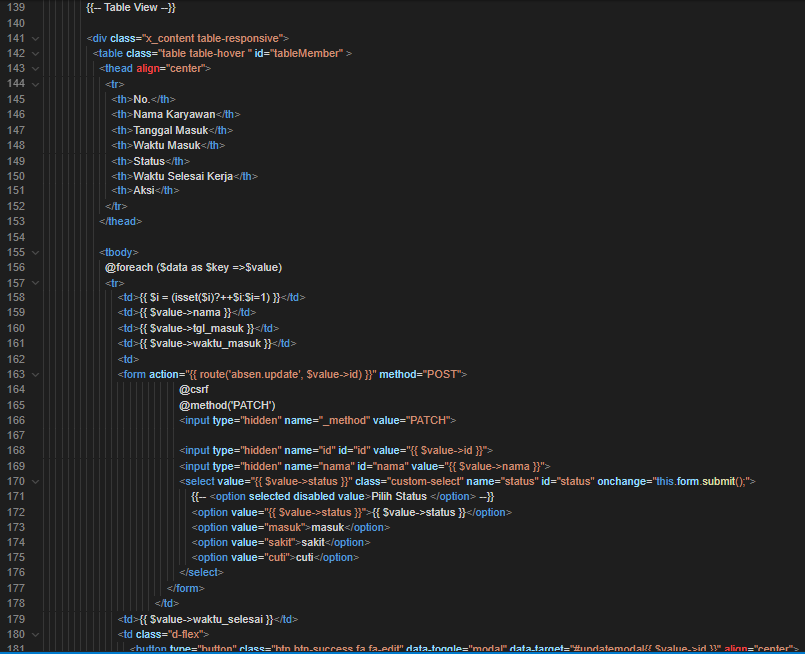 139 {{-- Table View --}}
140
141 <div class="x_content table-responsive">
142 <table class="table table-hover " id="tableMember" >
143 <thead align="center">
144 <tr>
145 <th>No.</th>
146 <th>Nama Karyawan</th>
147 <th>Tanggal Masuk</th>
148 <th>Waktu Masuk</th>
149 <th>Status</th>
150 <th>Waktu Selesai Kerja</th>
151 <th>Aksi</th>
152 </tr>
153 </thead>
154
155 <tbody>
156 @foreach ($data as $key =>$value)
157 <tr>
158 <td>{{ $i = (isset($i)?++$i:$i=1) }}</td>
159 <td>{{ $value->nama }}</td>
160 <td>{{ $value->tgl_masuk }}</td>
161 <td>{{ $value->waktu_masuk }}</td>
162 <td>
163 <form action="{{ route('absen.update', $value->id) }}" method="POST">
164 @csrf
165 @method('PATCH')
166 <input type="hidden" name="_method" value="PATCH">
167
168 <input type="hidden" name="id" id="id" value="{{ $value->id }}">
169 <input type="hidden" name="nama" id="nama" value="{{ $value->nama }}">
170 <select value="{{ $value->status }}" class="custom-select" name="status" id="status" onchange="this.form.submit();">
171 {{-- <option selected disabled value>Pilih Status </option> --}}
172 <option value="{{ $value->status }}">{{ $value->status }}</option>
173 <option value="masuk">masuk</option>
174 <option value="sakit">sakit</option>
175 <option value="cuti">cuti</option>
176 </select>
177 </form>
178 </td>
179 <td>{{ $value->waktu_selesai }}</td>
180 <td class="d-flex">
181 <button type="button" class="btn btn-success fa fa-edit" data-toggle="modal" data-target="#updatemodal{{ $value->id }}" align="center">